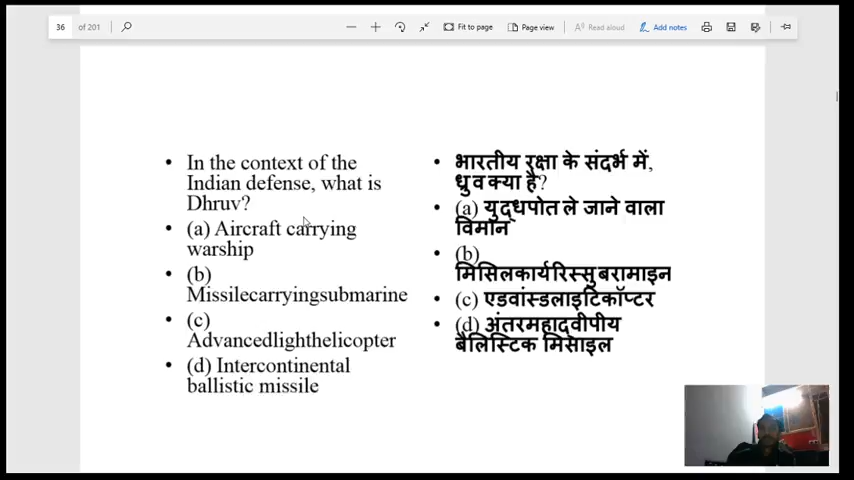 36 of 201
Fit to page
Page view
Read aloud
Add notes
• In the context of the
Indian defense, what is
Dhruv?
• (a) Aircraft carrying
warship
• (b)
Missilecarryingsubmarine
• (c)
Advancedlighthelicopter
• (d) Intercontinental
ballistic missile
• भारतीय रक्षा के संदर्भ में,
ध्रुव क्या है?
• (a) युद्धपोत ले जाने वाला
विमान
• (b)
मिसिलकार्यरिस्सुबरामाइन
• (c) एडवांस्डलाइटिकॉप्टर
• (d) अंतरमहाद्वीपीय
बैलिस्टिक मिसाइल